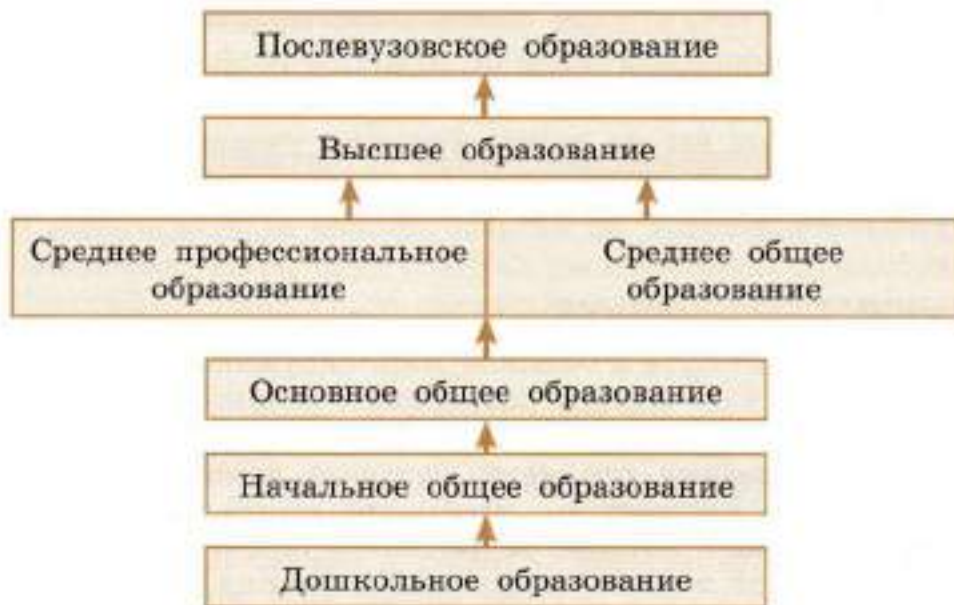 Послевузовское образование
Высшее образование
Среднее профессиональное
образование
Среднее общее
образование
Основное общее образование
Начальное общее образование
Дошкольное образование